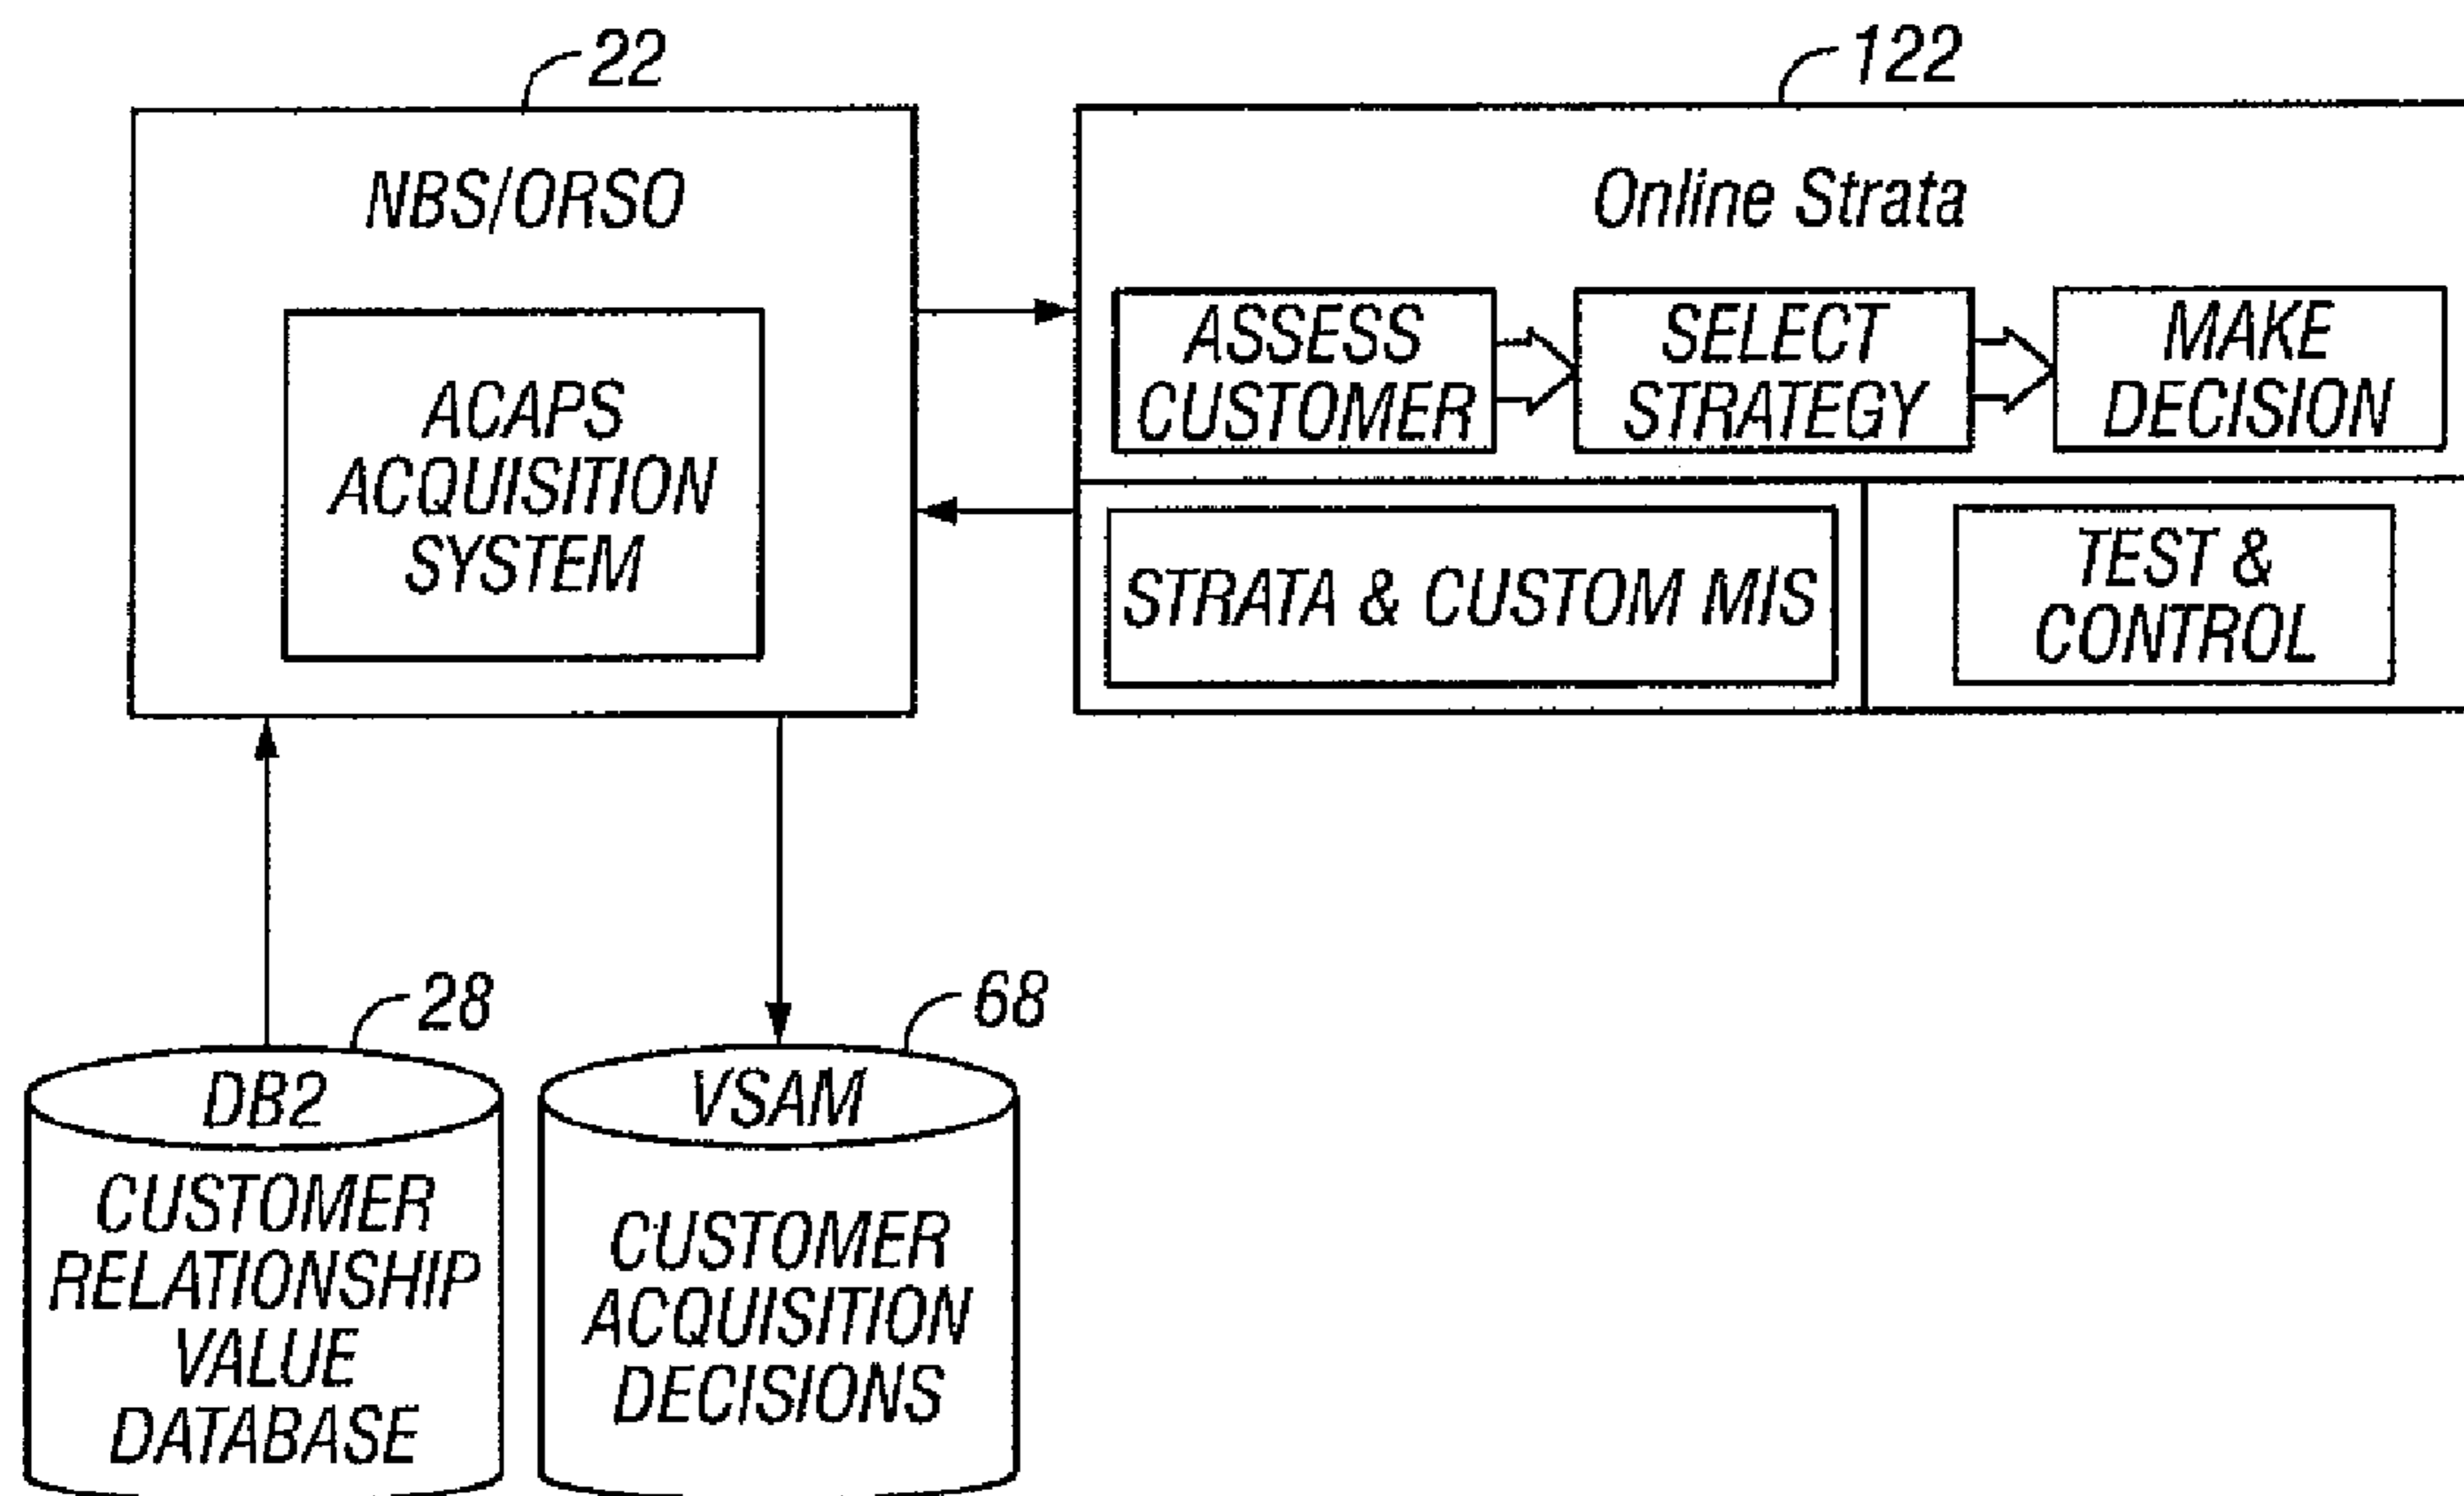 22
NBS/ORSO
ACAPS
ACQUISITION
SYSTEM
122
Online Strata
ASSESS
CUSTOMER
SELECT
STRATEGY
MAKE
DECISION
STRATA & CUSTOM MIS
TEST &
CONTROL
28
DB2
CUSTOMER
RELATIONSHIP
VALUE
DATABASE
68
VSAM
CUSTOMER
ACQUISITION
DECISIONS